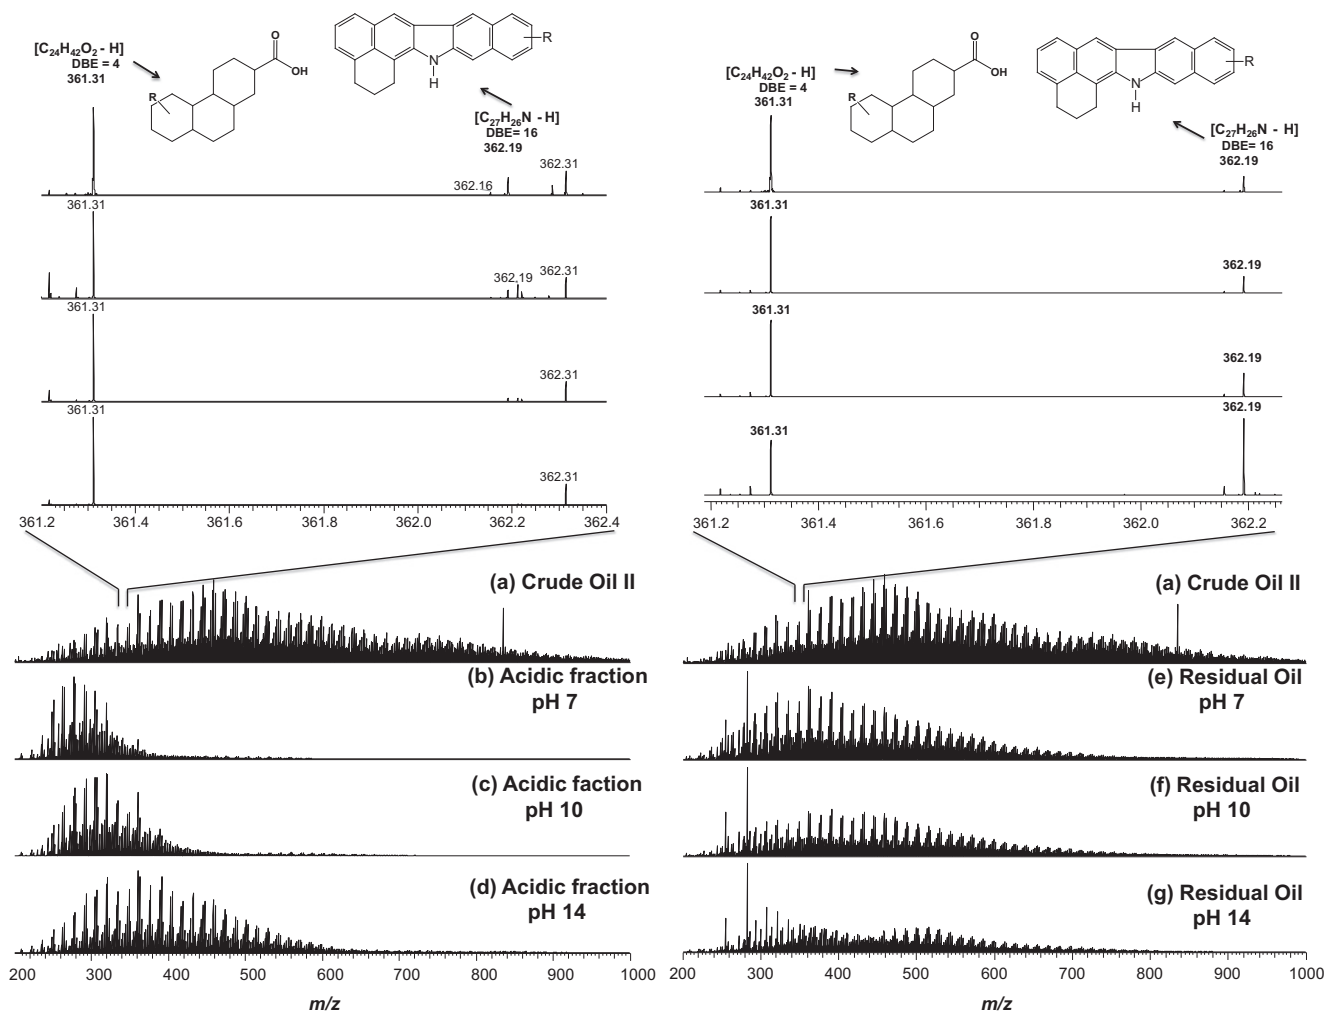 [C24H42O2 - H]
DBE = 4
361.31
R
O
OH
N
H
R
[C27H26N - H]
DBE= 16
362.19
362.16
362.31
361.31
362.19
362.31
361.31
362.31
361.31
362.31
361.2 361.4 361.6 361.8 362.0 362.2 362.4
(a) Crude Oil II
(b) Acidic fraction
pH 7
(c) Acidic faction
pH 10
(d) Acidic fraction
pH 14
200 300 400 500 600 700 800 900 1000
m/z
[C24H42O2 - H]
DBE = 4
361.31
R
O
OH
N
H
R
[C27H26N - H]
DBE= 16
362.19
361.31
362.19
361.31
362.19
362.19
361.31
361.2 361.4 361.6 361.8 362.0 362.2
(a) Crude Oil II
(e) Residual Oil
pH 7
(f) Residual Oil
pH 10
(g) Residual Oil
pH 14
200 300 400 500 600 700 800 900 1000
m/z